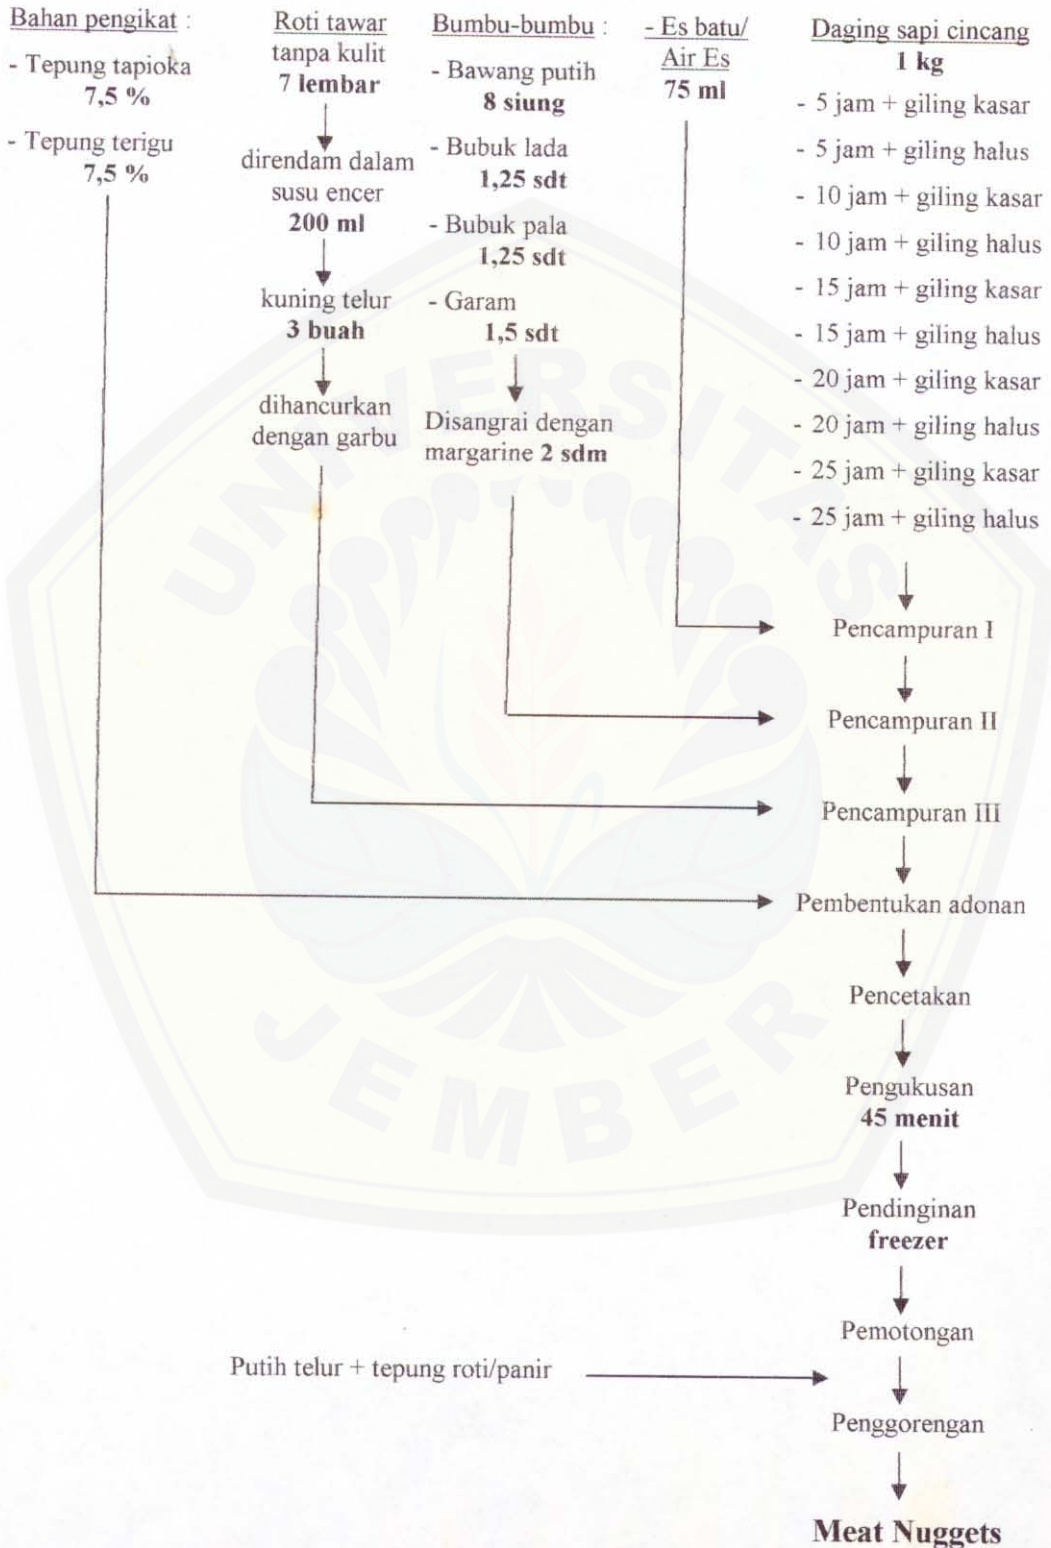 Bahan pengikat :
- Tepung tapioka
7,5 %
- Tepung terigu
7,5 %
Roti tawar
tanpa kulit
7 lembar
direndam dalam
susu encer
200 ml
kuning telur
3 buah
dihancurkan
dengan garbu
Bumbu-bumbu :
- Bawang putih
8 siung
- Bubuk lada
1,25 sdt
- Bubuk pala
1,25 sdt
- Garam
1,5 sdt
Disangrai dengan
margarine 2 sdm
- Es batu/
Air Es
75 ml
Daging sapi cincang
1 kg
- 5 jam + giling kasar
- 5 jam + giling halus
- 10 jam + giling kasar
- 10 jam + giling halus
- 15 jam + giling kasar
- 15 jam + giling halus
- 20 jam + giling kasar
- 20 jam + giling halus
- 25 jam + giling kasar
- 25 jam + giling halus
Pencampuran I
Pencampuran II
Pencampuran III
Pembentukan adonan
Pencetakan
Pengukusan
45 menit
Pendinginan
freezer
Pemotongan
Putih telur + tepung roti/panir
Penggorengan
Meat Nuggets
UNIVERSITAS
JEMBER